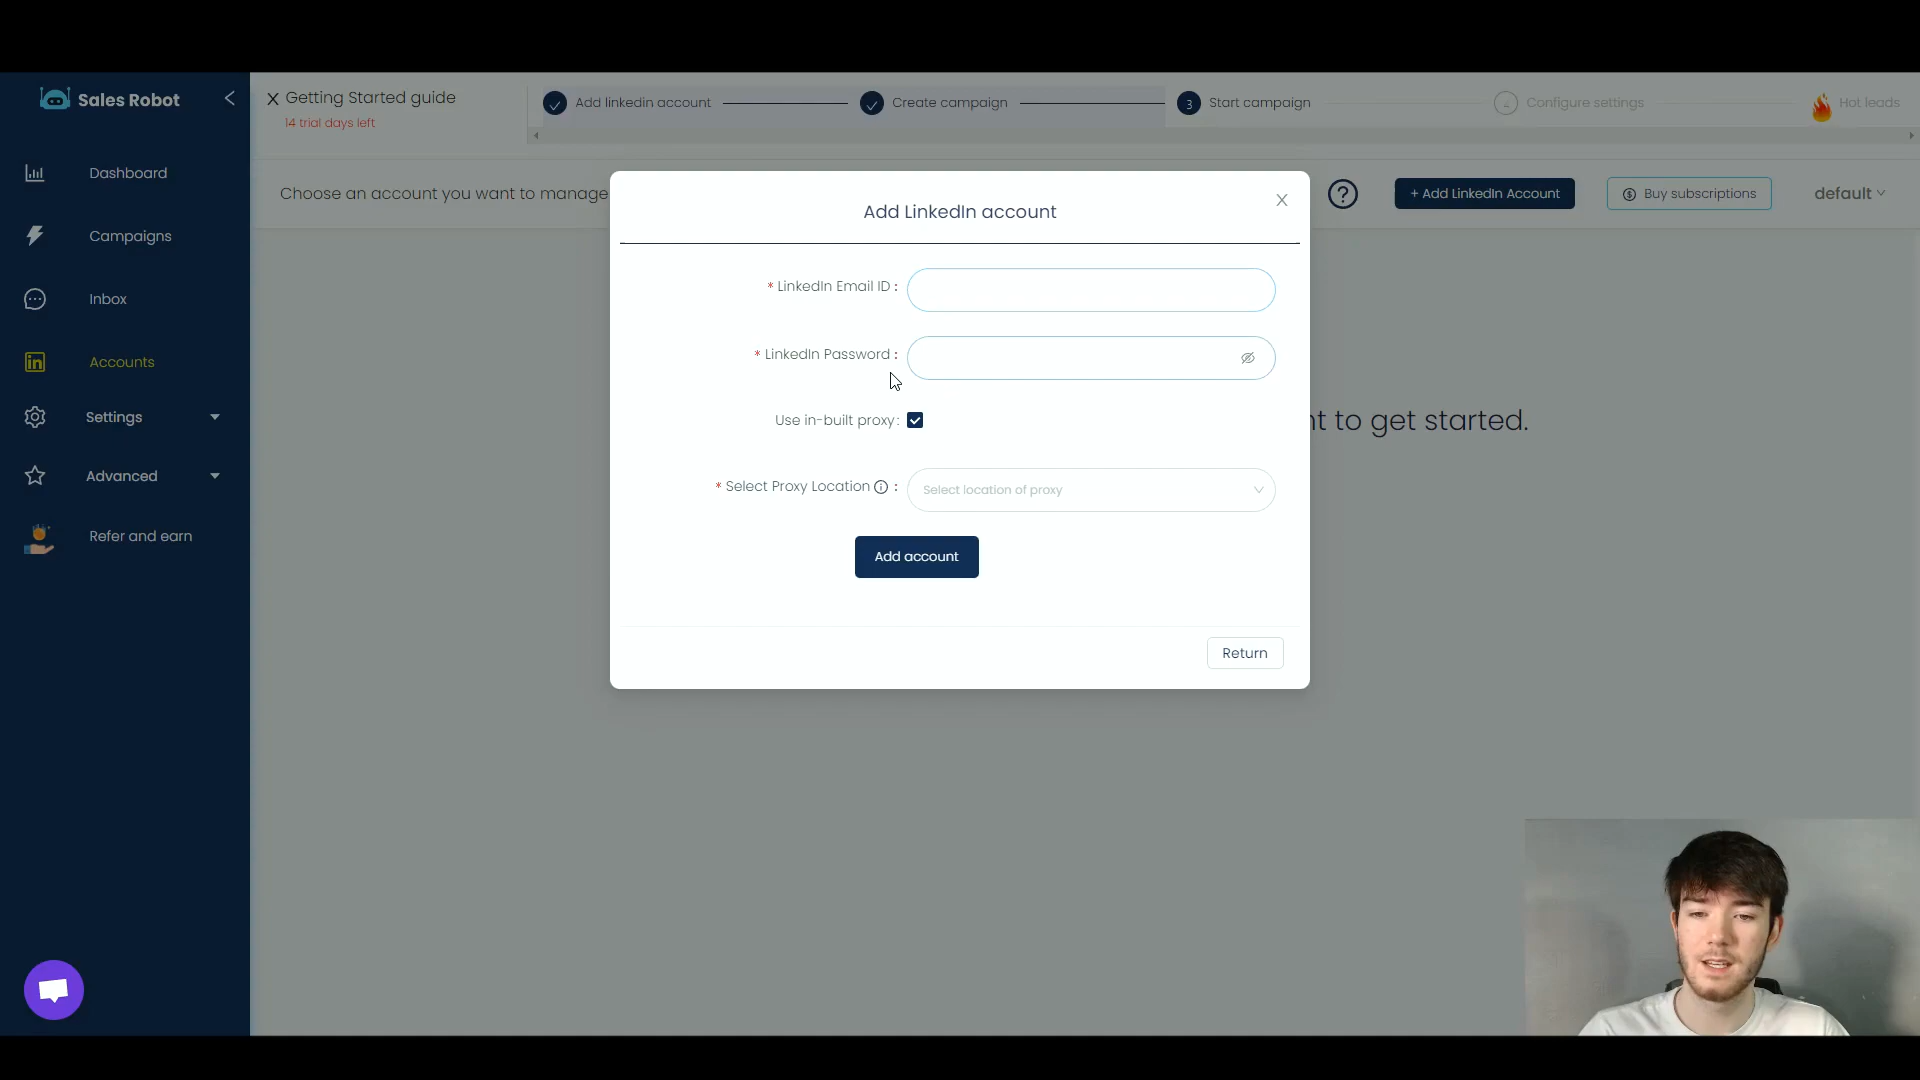 Sales Robot
Getting Started guide
14 trial days left
Add linkedin account
Create campaign
3
Start campaign
Configure settings
Hot leads
Dashboard
Campaigns
Inbox
Accounts
Settings
Advanced
Refer and earn
Choose an account you want to manage
+ Add LinkedIn Account
Buy subscriptions
default
nt to get started.
Add LinkedIn account
* LinkedIn Email ID :
* LinkedIn Password :
Use in-built proxy :
* Select Proxy Location :
Select location of proxy
Add account
Return